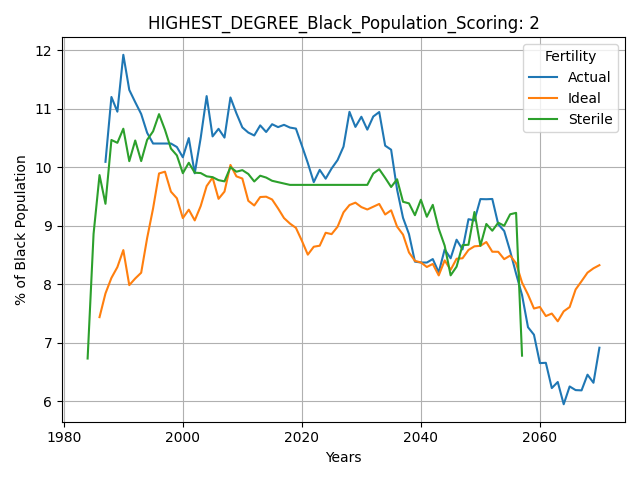 HIGHEST_DEGREE_Black_Population_Scoring: 2
Fertility
Actual
Ideal
Sterile
% of Black Population
12
11
10
9
8
7
6
1980
2000
2020
2040
2060
Years